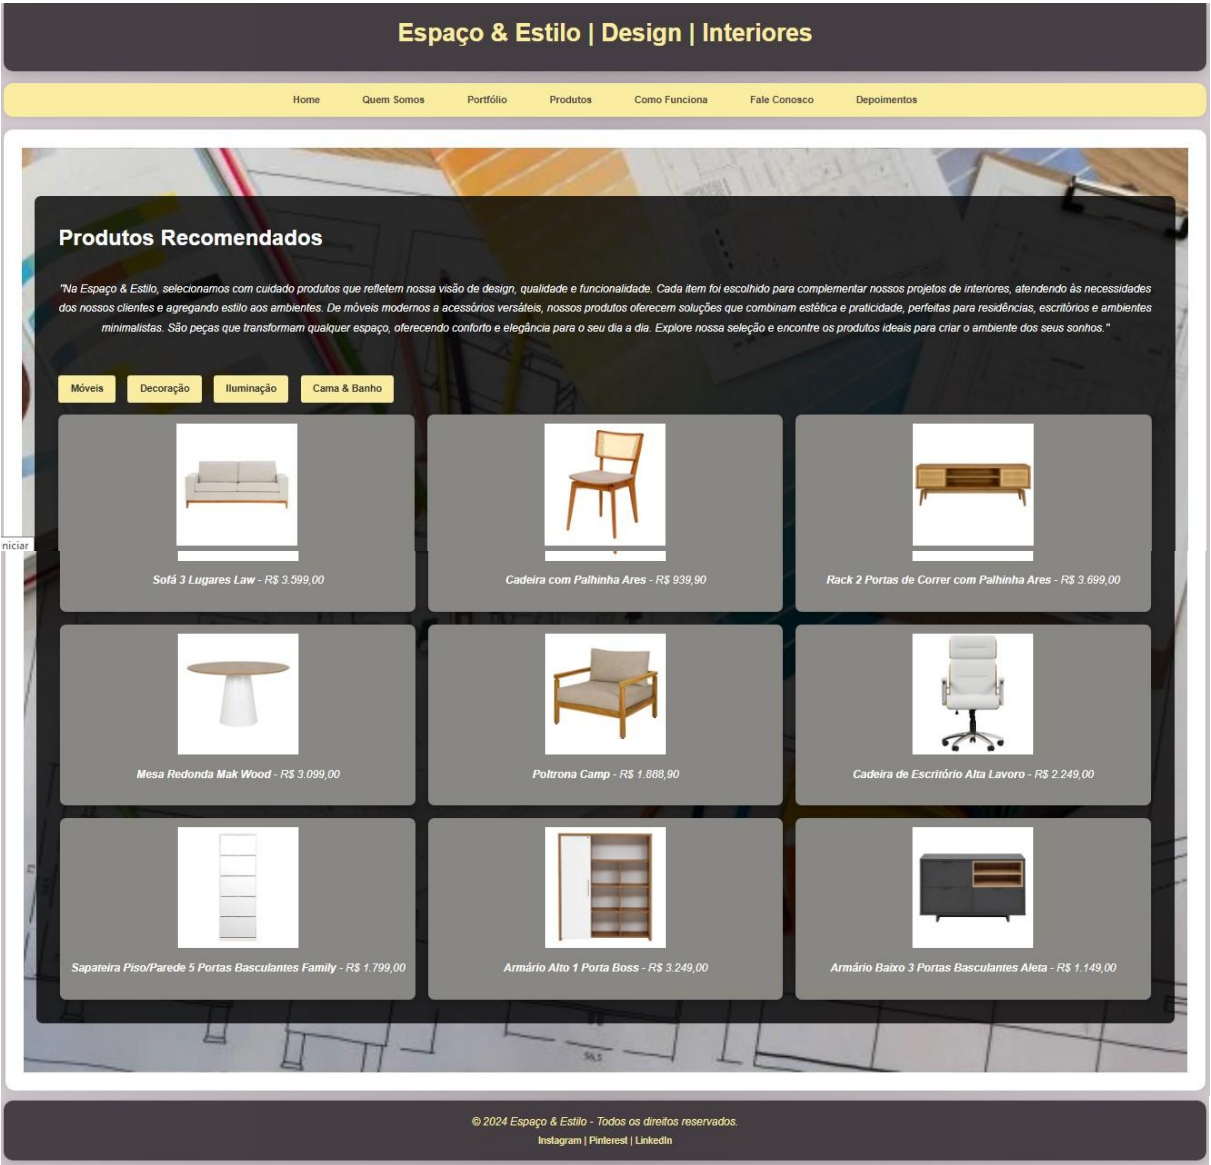 Espaço & Estilo | Design | Interiores
Home Quem Somos Portfólio Produtos Como Funciona Fale Conosco Depoimentos
Produtos Recomendados
"Na Espaço & Estilo, selecionamos com cuidado produtos que refletem nossa visão de design, qualidade e funcionalidade. Cada item foi escolhido para complementar nossos projetos de interiores, atendendo às necessidades
dos nossos clientes e agregando estilo aos ambientes. De móveis modernos a acessórios versáteis, nossos produtos oferecem soluções que combinam estética e praticidade, perfeitas para residências, escritórios e ambientes
minimalistas. São peças que transformam qualquer espaço, oferecendo conforto e elegância para o seu dia a dia. Explore nossa seleção e encontre os produtos ideais para criar o ambiente dos seus sonhos."
Móveis Decoração Iluminação Cama & Banho
niciar
Sofá 3 Lugares Law - R$ 3.599,00
Cadeira com Palhinha Ares - R$ 939,90
Rack 2 Portas de Correr com Palhinha Ares - R$ 3.699,00
Mesa Redonda Mak Wood - R$ 3.099,00
Poltrona Camp - R$ 1.888,90
Cadeira de Escritório Alta Lavoro - R$ 2.249,00
Sapateira Piso/Parede 5 Portas Basculantes Family - R$ 1.799,00
Armário Alto 1 Porta Boss - R$ 3.249,00
Armário Baixo 3 Portas Basculantes Aleta - R$ 1.149,00
56,5
© 2024 Espaço & Estilo - Todos os direitos reservados.
Instagram | Pinterest | LinkedIn